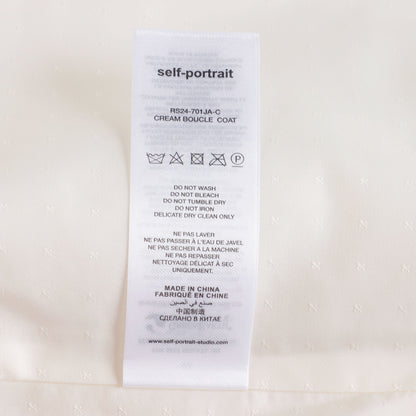 self-portrait
RS24-701JA-C
CREAM BOUCLE COAT
DO NOT WASH
DO NOT BLEACH
DO NOT TUMBLE DRY
DO NOT IRON
DELICATE DRY CLEAN ONLY
NE PAS LAVER
NE PAS PASSER À L'EAU DE JAVEL
NE PAS SECHER A LA MACHINE
NE PAS REPASSER
NETTOYAGE DÉLICAT À SEC
UNIQUEMENT.
MADE IN CHINA
FABRIQUÉ EN CHINE
صنع في الصين
中国制造
СДЕЛАНО В КИТАЕ
www.self-portrait-studio.com